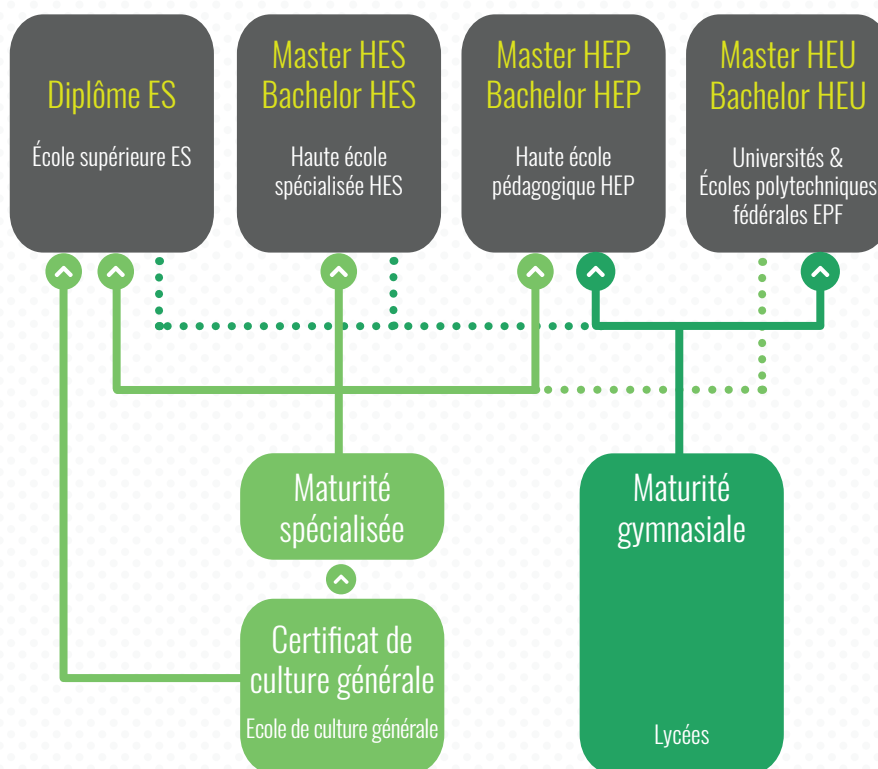 Diplôme ES
École supérieure ES
Master HES
Bachelor HES
Haute école
spécialisée HES
Master HEP
Bachelor HEP
Haute école
pédagogique HEP
Master HEU
Bachelor HEU
Universités &
Écoles polytechniques
fédérales EPF
Maturité
spécialisée
Certificat de
culture générale
Ecole de culture générale
Maturité
gymnasiale
Lycées